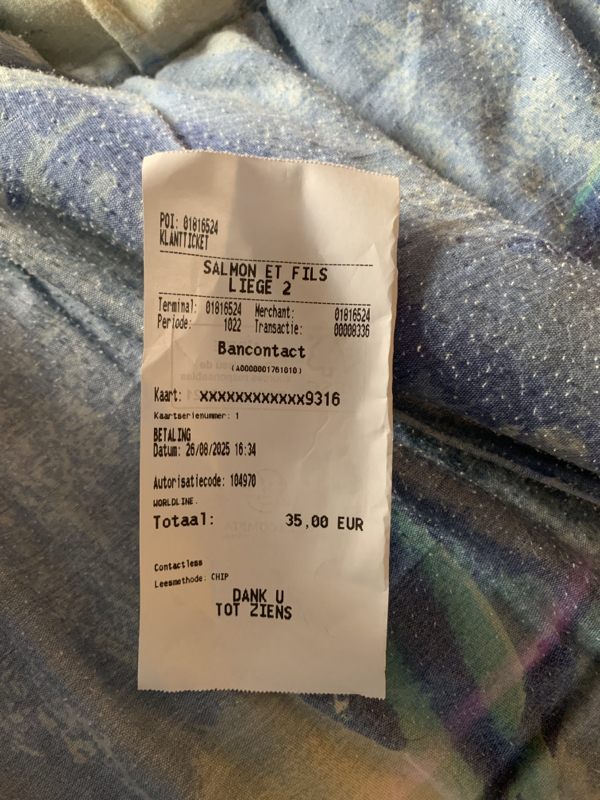 POI: 01816524
KLANTTICKET
SALMON ET FILS
LIEGE 2
Terminal: 01816524 Merchant: 01816524
Periode: 1022 Transactie: 00008336
Bancontact
(A0000001761010)
Kaart: xxxxxxxxxxxxx9316
Kaartserienummer: 1
BETALING
Datum: 26/08/2025 16:34
Autorisatiecode: 104970
WORLDLINE.
Totaal: 35,00 EUR
Contactless
Leesmethode: CHIP
DANK U
TOT ZIENS